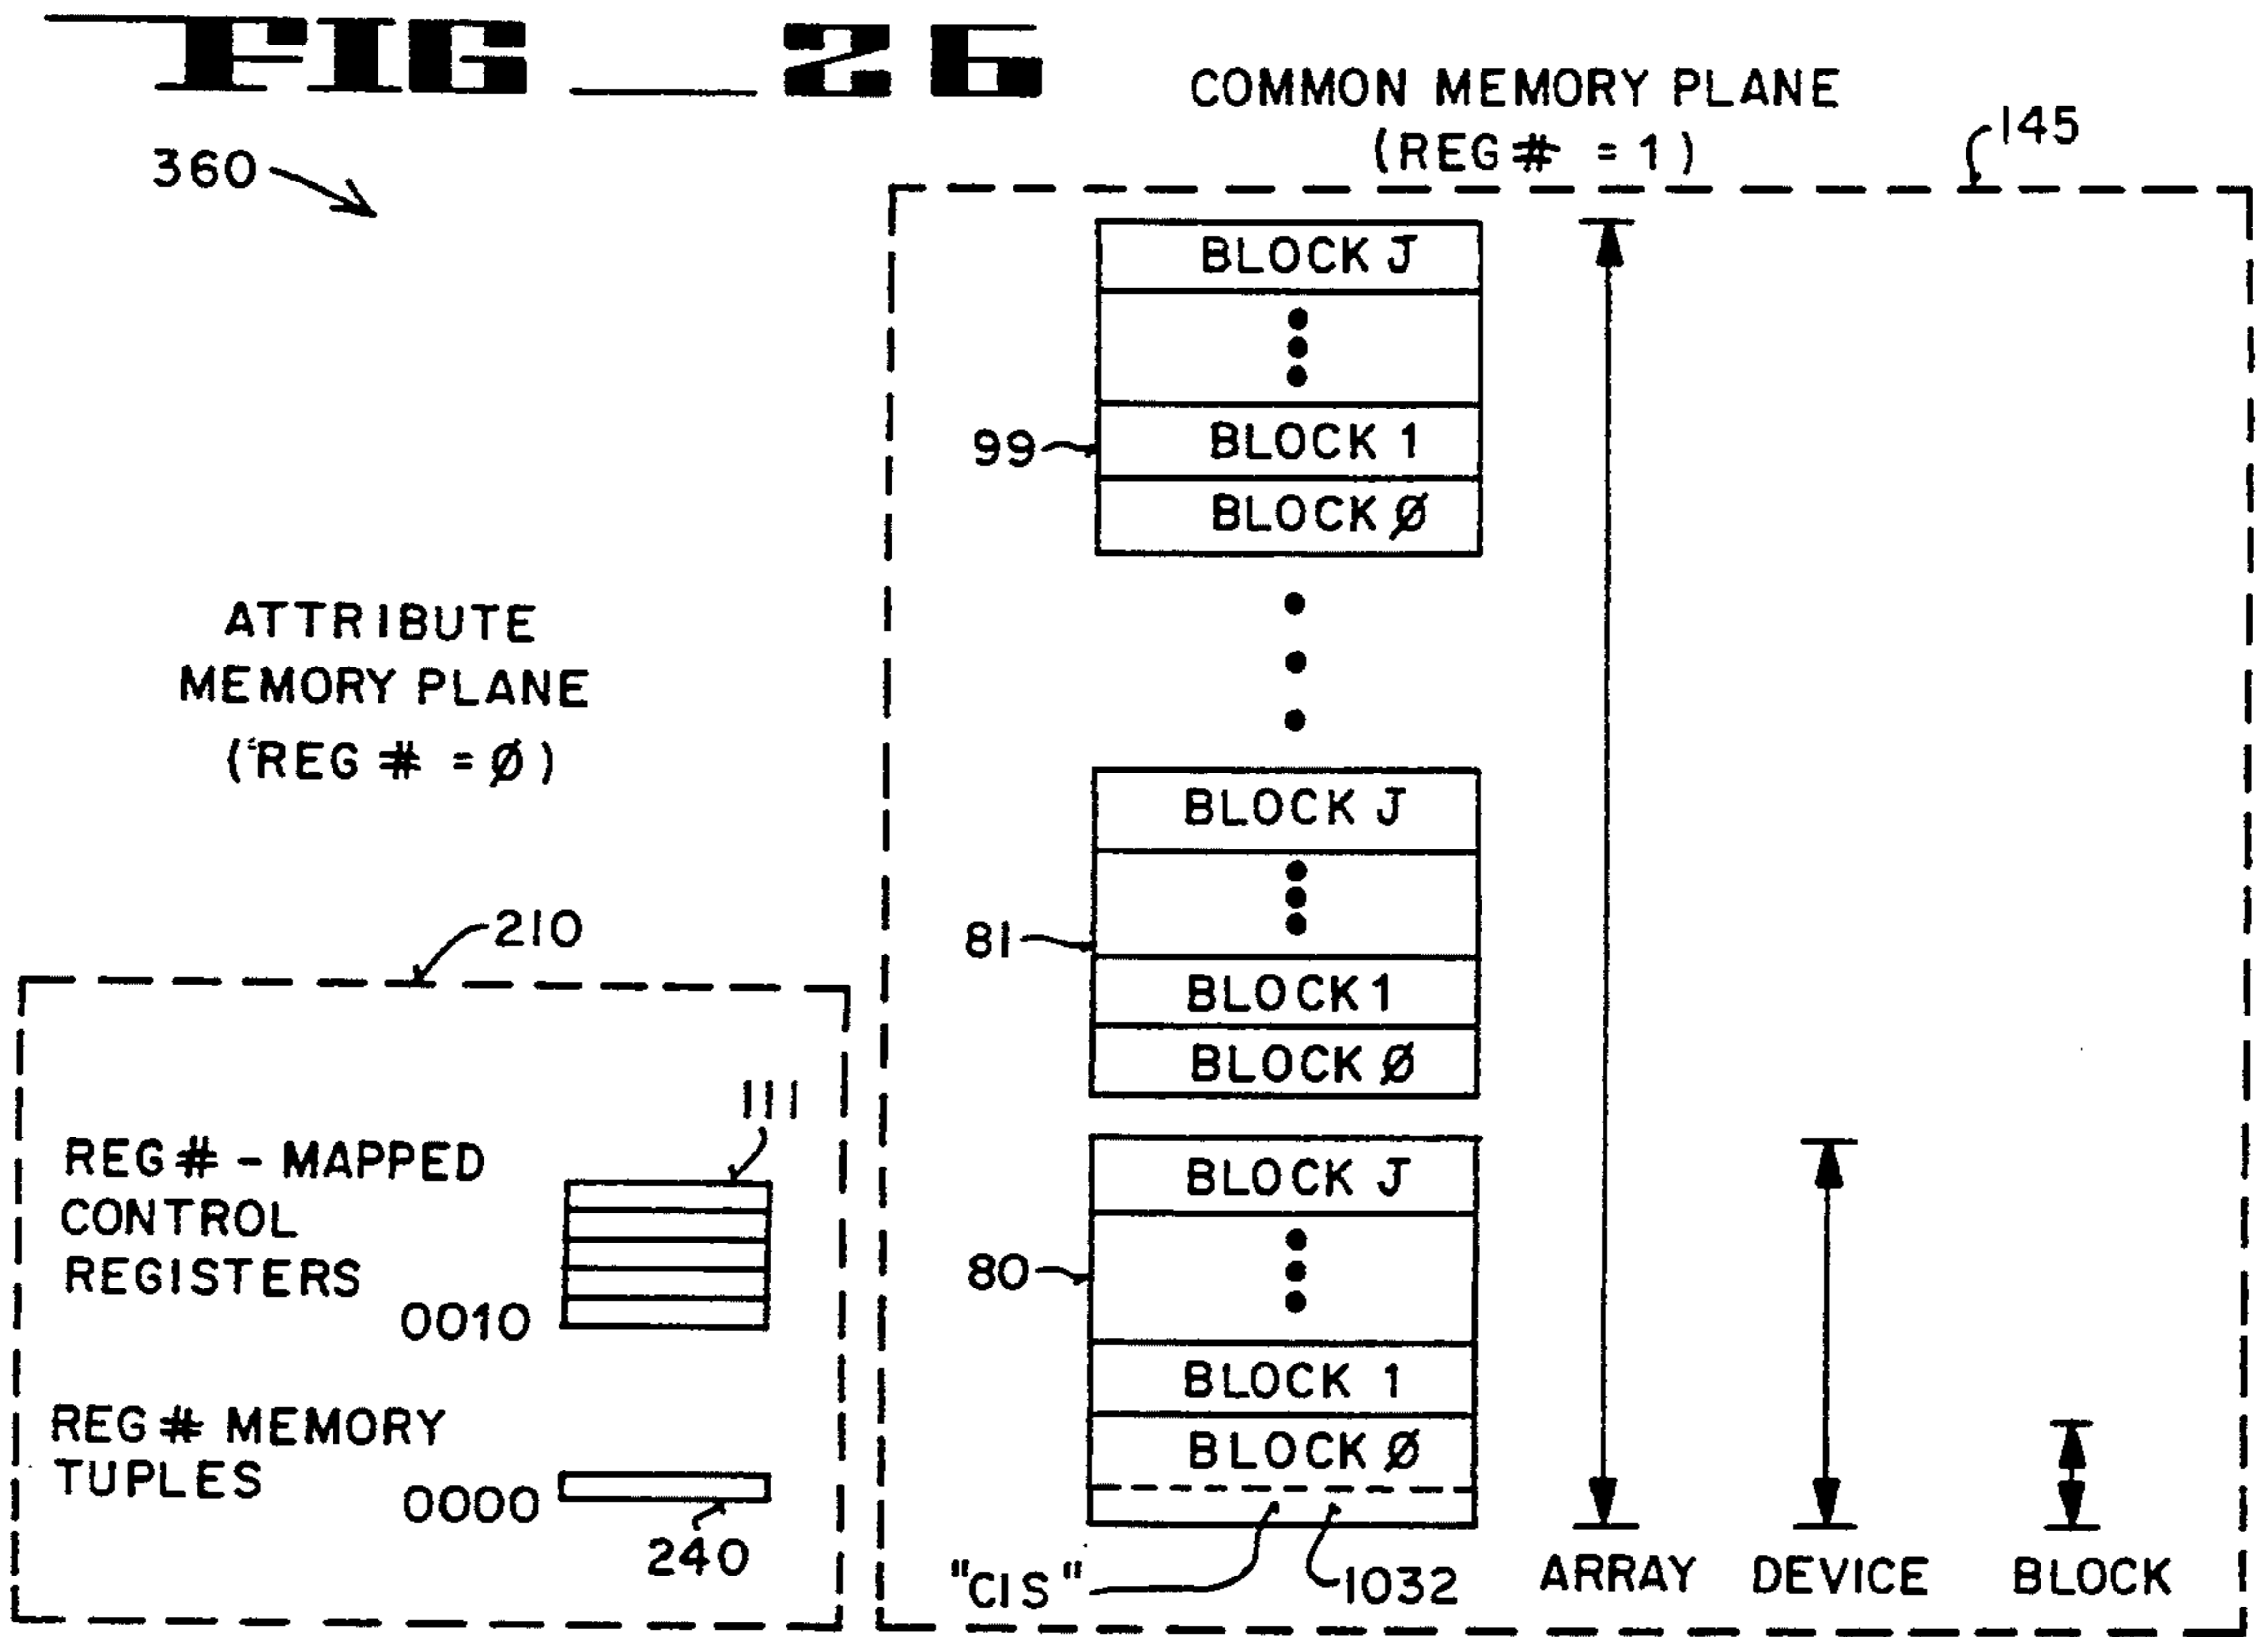 FIG__26
360
COMMON MEMORY PLANE
(REG# = 1)
145
BLOCK J
BLOCK 1
BLOCK Ø
99
ATTRIBUTE
MEMORY PLANE
(REG # = Ø)
BLOCK J
BLOCK 1
BLOCK Ø
81
210
111
REG# - MAPPED
CONTROL
REGISTERS
0010
REG# MEMORY
TUPLES
0000
240
BLOCK J
BLOCK 1
BLOCK Ø
80
"CIS"
1032
ARRAY
DEVICE
BLOCK